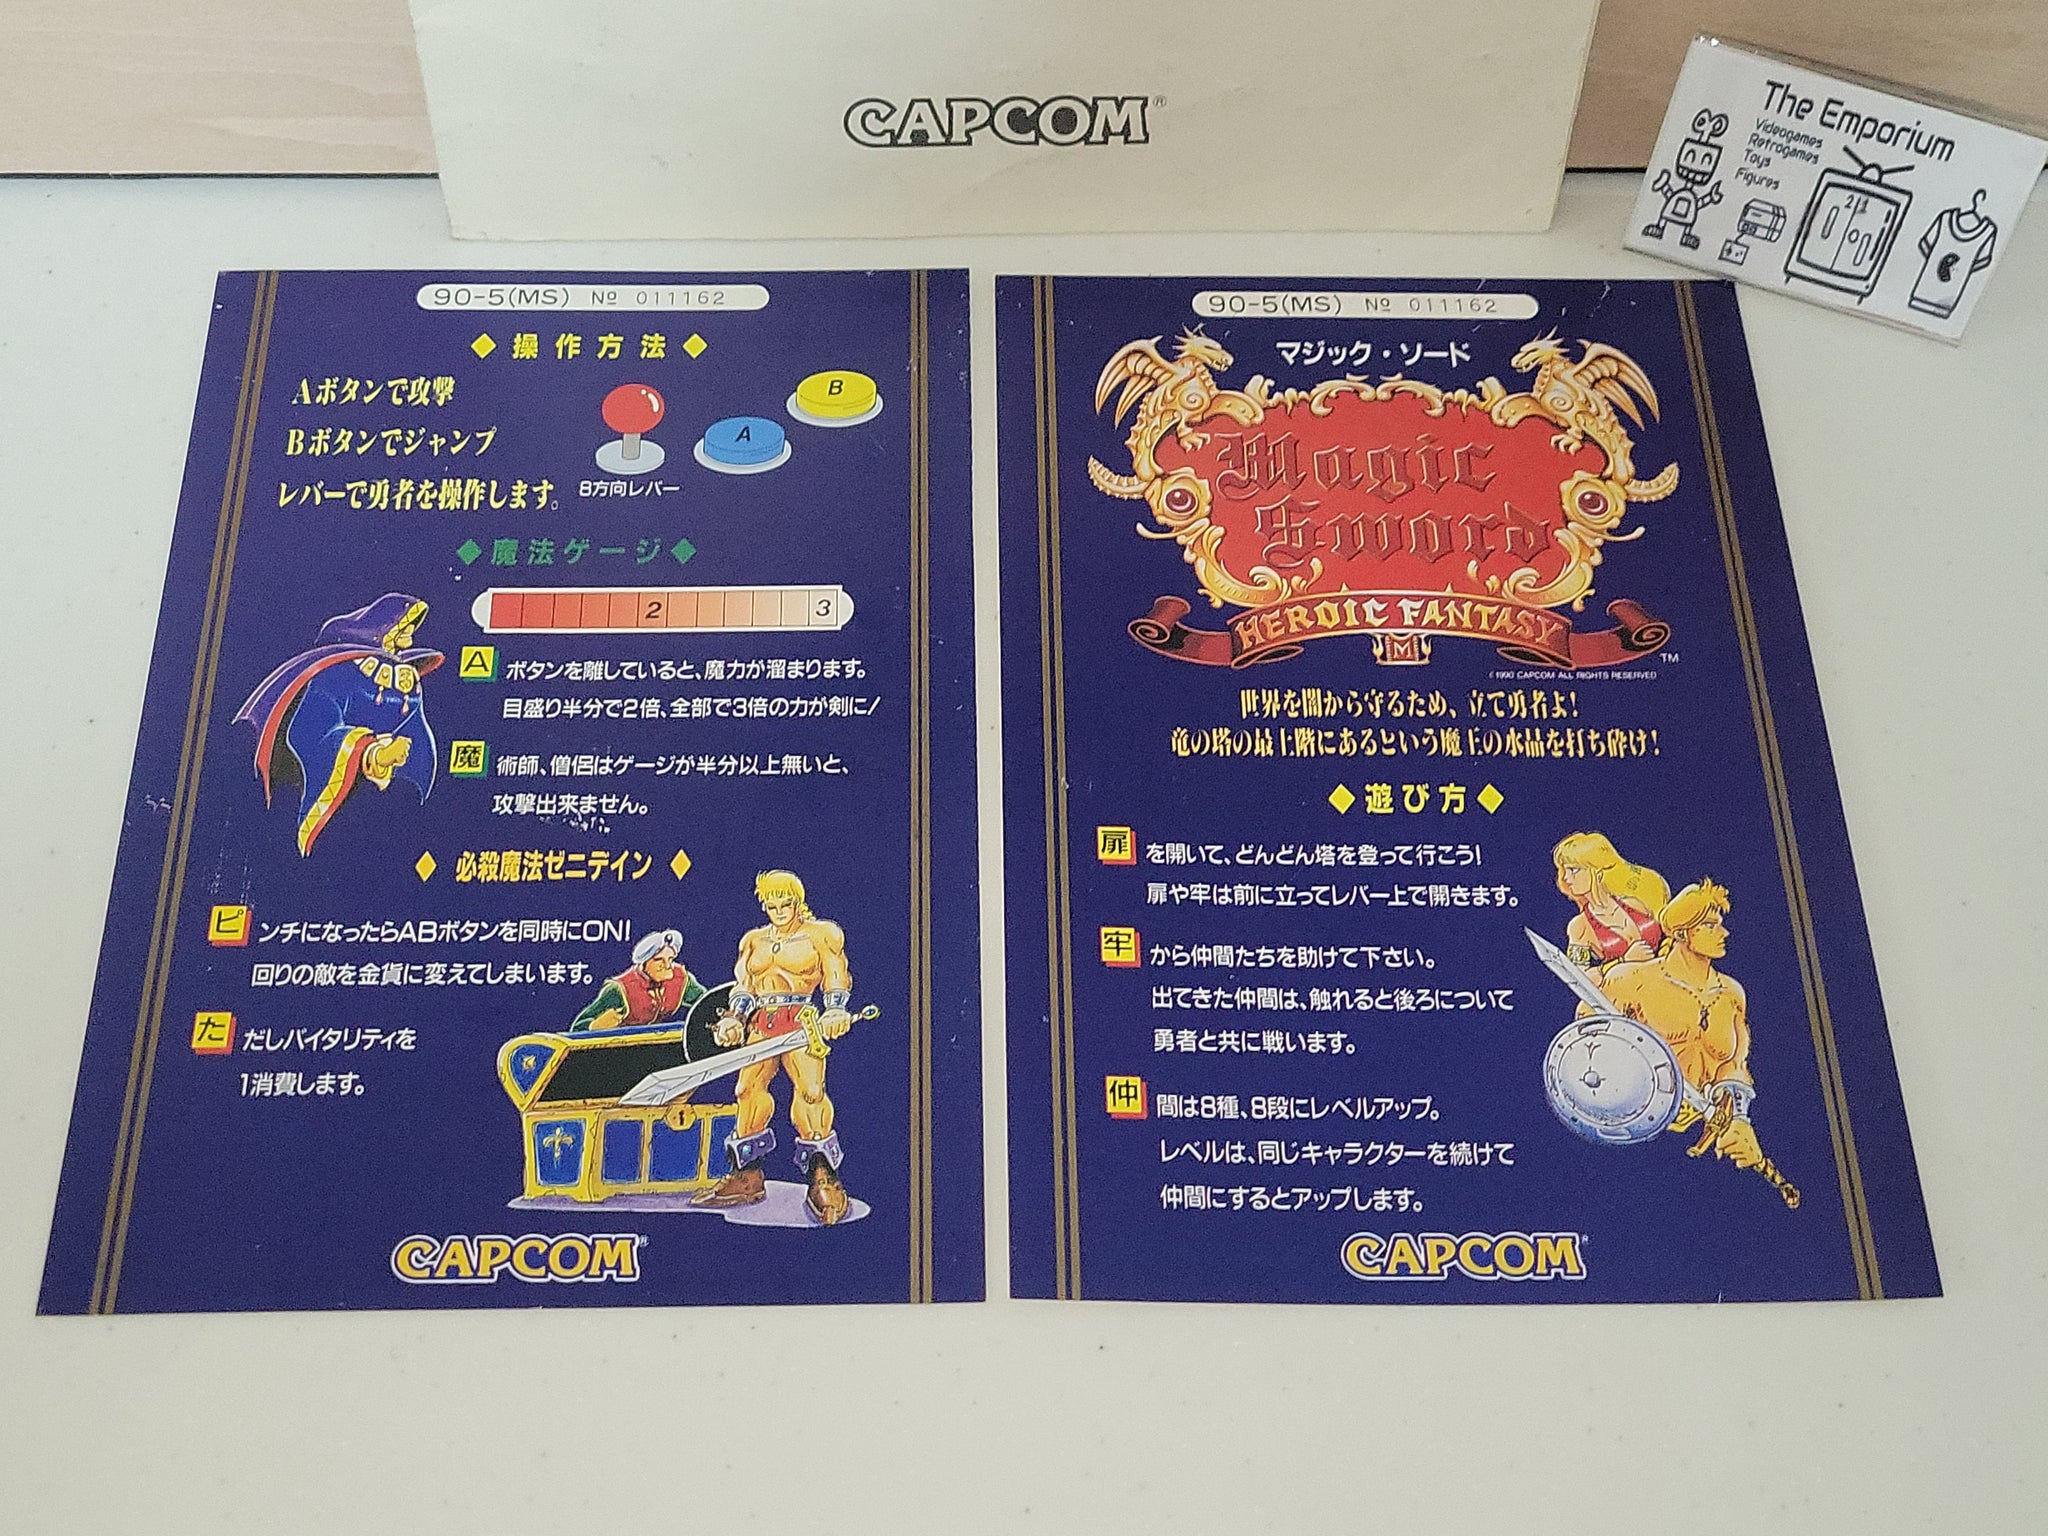 CAPCOM®
The Emporium
Videogames
Retrogames
Toys
Figures
90-5(MS) № 011162
◆操作方法◆
Aボタンで攻撃
Bボタンでジャンプ
レバーで勇者を操作します。
A
B
8方向レバー
◆魔法ゲージ◆
2 3
Aボタンを離していると、魔力が溜まります。
目盛り半分で2倍、全部で3倍の力が剣に!
魔術師、僧侶はゲージが半分以上無いと、
攻撃出来ません。
◆必殺魔法ゼニデイン◆
ピンチになったらABボタンを同時にON!
回りの敵を金貨に変えてしまいます。
ただしバイタリティを
1消費します。
CAPCOM®
90-5(MS) № 011162
マジック・ソード
Magic
Sword
HEROIC FANTASY
M
TM
©1990 CAPCOM ALL RIGHTS RESERVED
世界を闇から守るため、立て勇者よ!
竜の塔の最上階にあるという魔王の水晶を打ち砕け!
◆遊び方◆
扉を開いて、どんどん塔を登って行こう!
扉や牢は前に立ってレバー上で開きます。
牢から仲間たちを助けて下さい。
出てきた仲間は、触れると後ろについて
勇者と共に戦います。
仲間は8種、8段にレベルアップ。
レベルは、同じキャラクターを続けて
仲間にするとアップします。
CAPCOM®